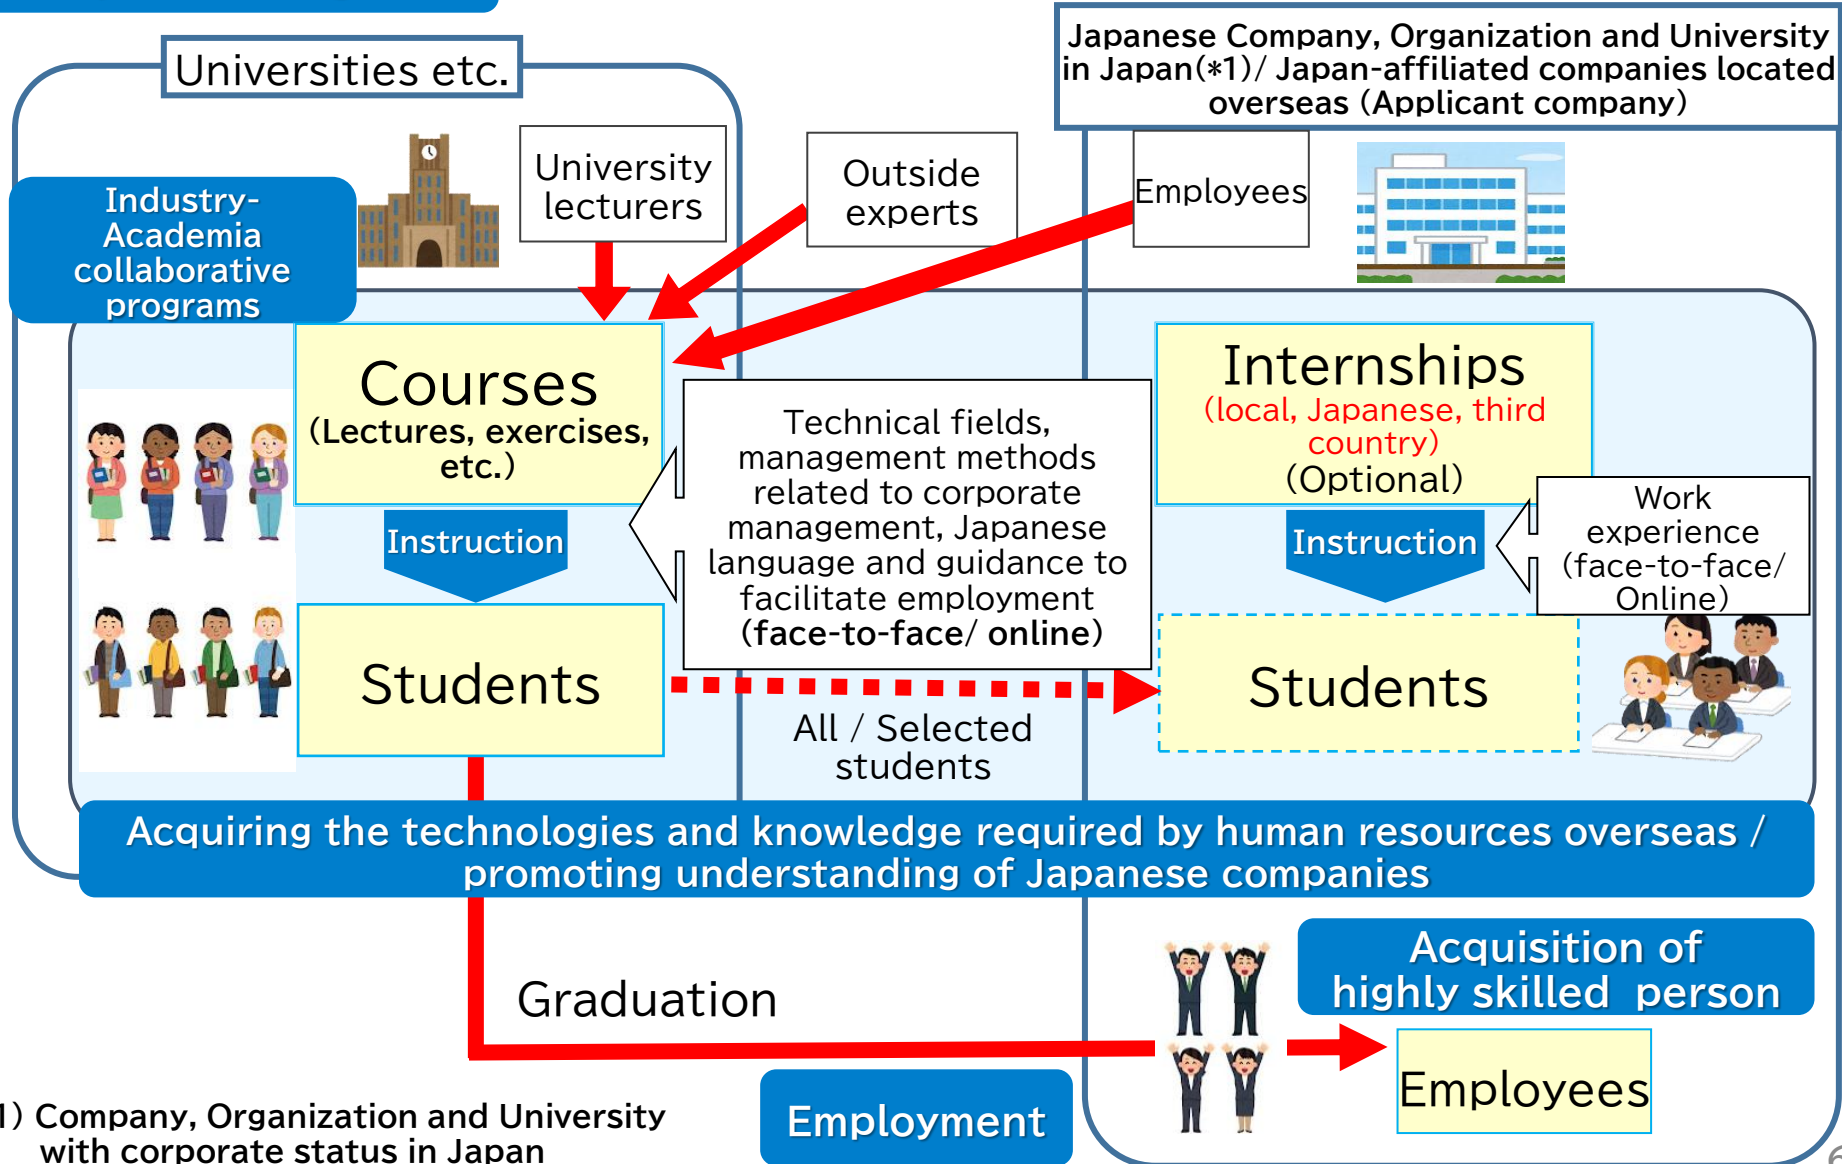 Universities etc.
Japanese Company, Organization and University
in Japan(*1)/ Japan-affiliated companies located
overseas (Applicant company)
University
lecturers
Outside
experts
Employees
Industry-
Academia
collaborative
programs
Courses
(Lectures, exercises,
etc.)
Technical fields,
management methods
related to corporate
management, Japanese
language and guidance to
facilitate employment
(face-to-face/ online)
Internships
(local, Japanese, third
country)
(Optional)
Work
experience
(face-to-face/
Online)
Instruction
Instruction
Students
All / Selected
students
Students
Acquiring the technologies and knowledge required by human resources overseas /
promoting understanding of Japanese companies
Graduation
Acquisition of
highly skilled person
Employees
Employment
1) Company, Organization and University
with corporate status in Japan